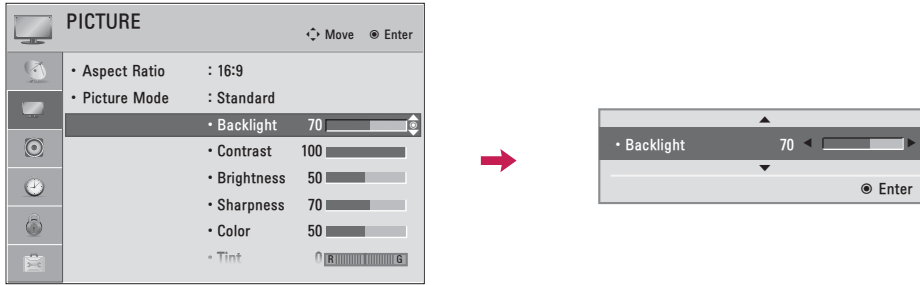 PICTURE
Move Enter
• Aspect Ratio : 16:9
• Picture Mode : Standard
• Backlight 70
• Contrast 100
• Brightness 50
• Sharpness 70
• Color 50
• Tint 0 R G
• Backlight 70
Enter